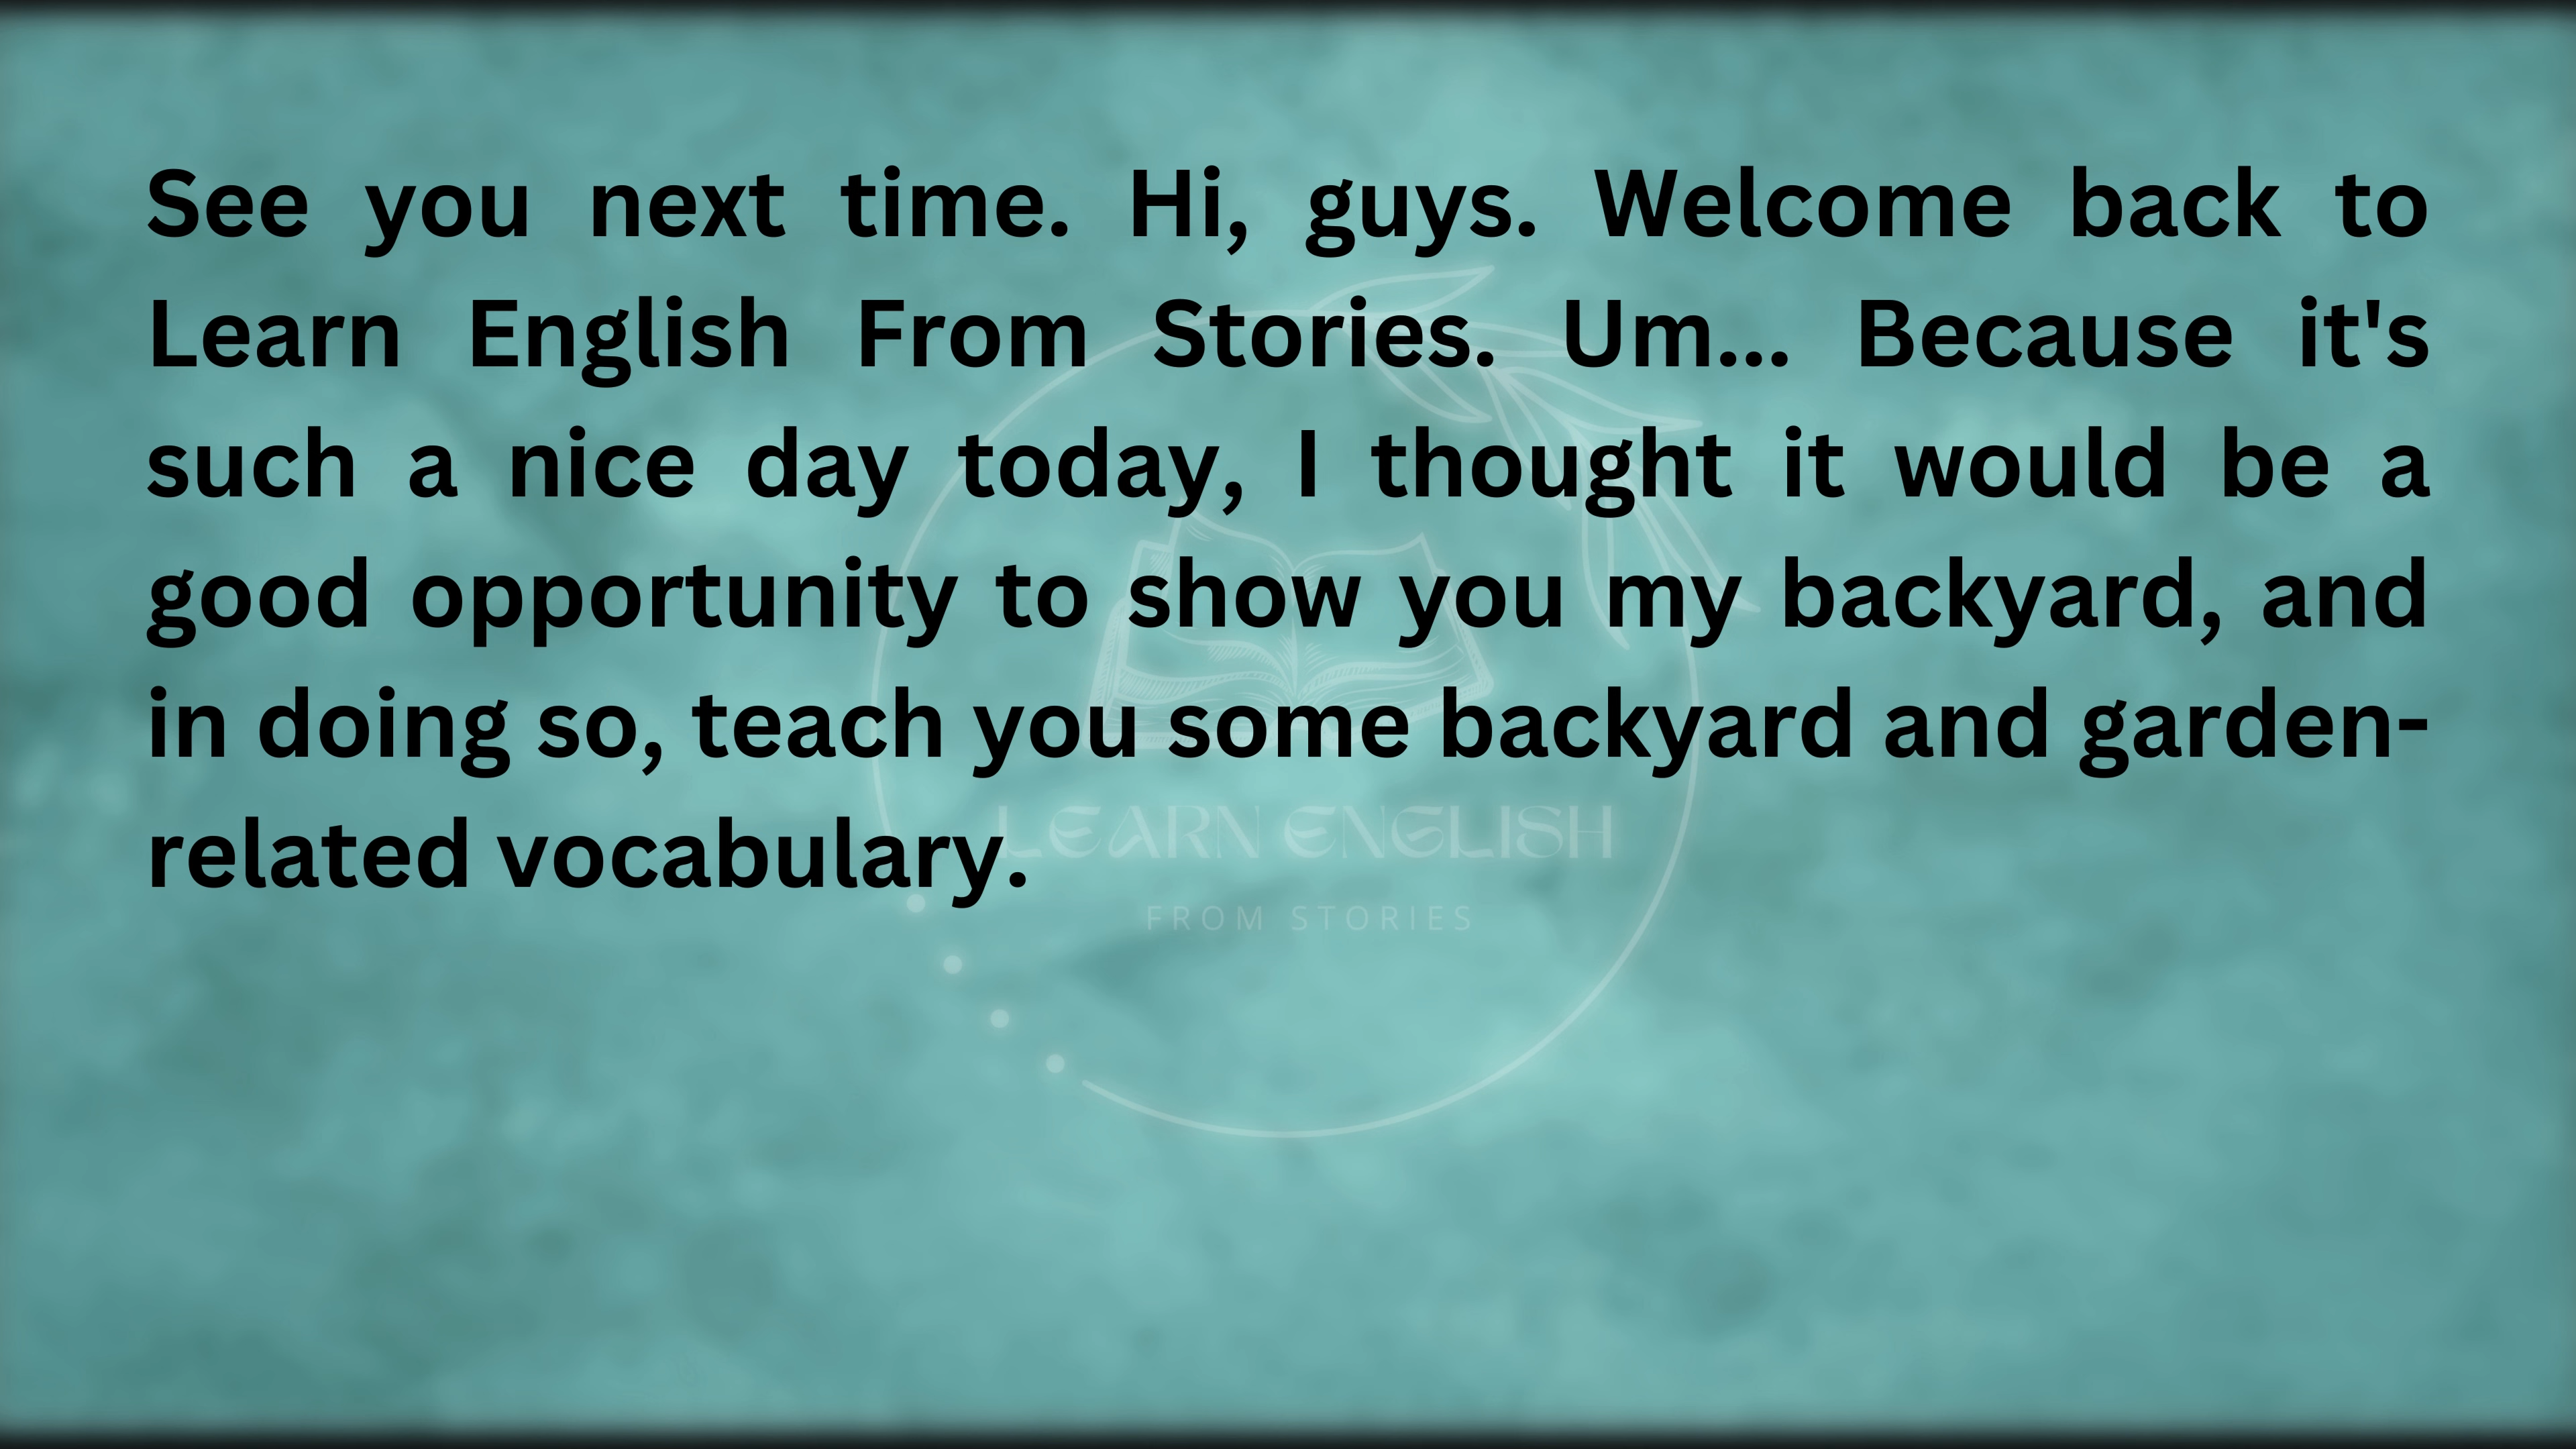 See you next time. Hi, guys. Welcome back to
Learn English From Stories. Um... Because it's
such a nice day today, I thought it would be a
good opportunity to show you my backyard, and
in doing so, teach you some backyard and garden-
related vocabulary.
LEARN ENGLISH
FROM STORIES